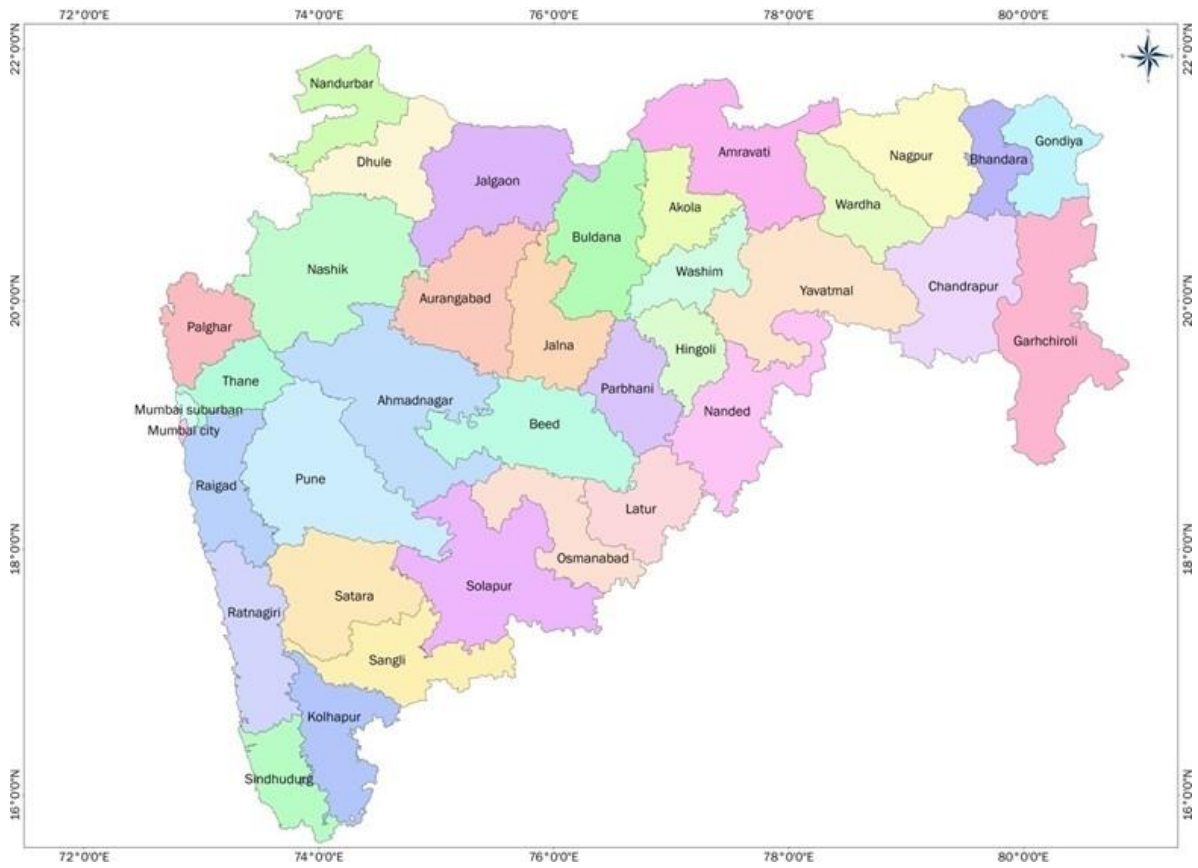 72°0'0"E 74°0'0"E 76°0'0"E 78°0'0"E 80°0'0"E
22°0'0"N 22°0'0"N
Nandurbar
Gondiya
Amravati
Nagpur
Bhandara
Dhule
Jalgaon
Akola
Wardha
Buldana
Nashik
Washim
Chandrapur
Yavatmal
Aurangabad
20°0'0"N 20°0'0"N
Palghar
Garhchiroli
Jalna
Hingoli
Thane
Parbhani
Ahmadnagar
Mumbai suburban
Nanded
Beed
Mumbai city
Pune
Raigad
Latur
18°0'0"N 18°0'0"N
Osmanabad
Solapur
Satara
Ratnagiri
Sangli
Kolhapur
Sindhudurg
16°0'0"N 16°0'0"N
72°0'0"E 74°0'0"E 76°0'0"E 78°0'0"E 80°0'0"E